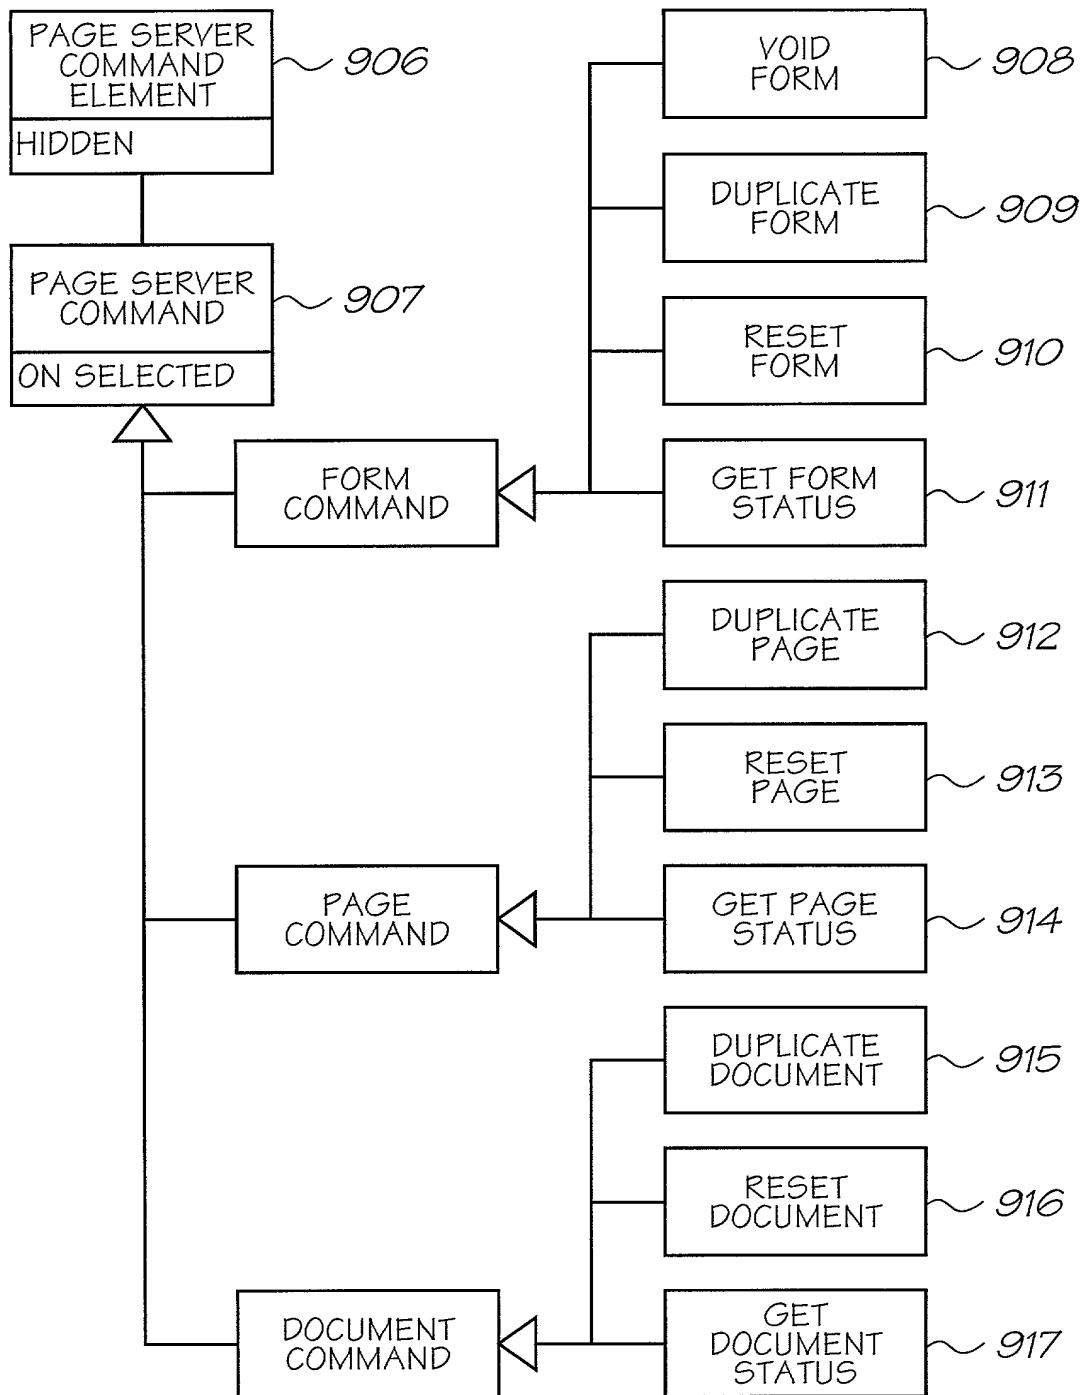 PAGE SERVER
COMMAND
ELEMENT
906
HIDDEN
PAGE SERVER
COMMAND
907
ON SELECTED
FORM
COMMAND
VOID
FORM
908
DUPLICATE
FORM
909
RESET
FORM
910
GET FORM
STATUS
911
PAGE
COMMAND
DUPLICATE
PAGE
912
RESET
PAGE
913
GET PAGE
STATUS
914
DOCUMENT
COMMAND
DUPLICATE
DOCUMENT
915
RESET
DOCUMENT
916
GET
DOCUMENT
STATUS
917